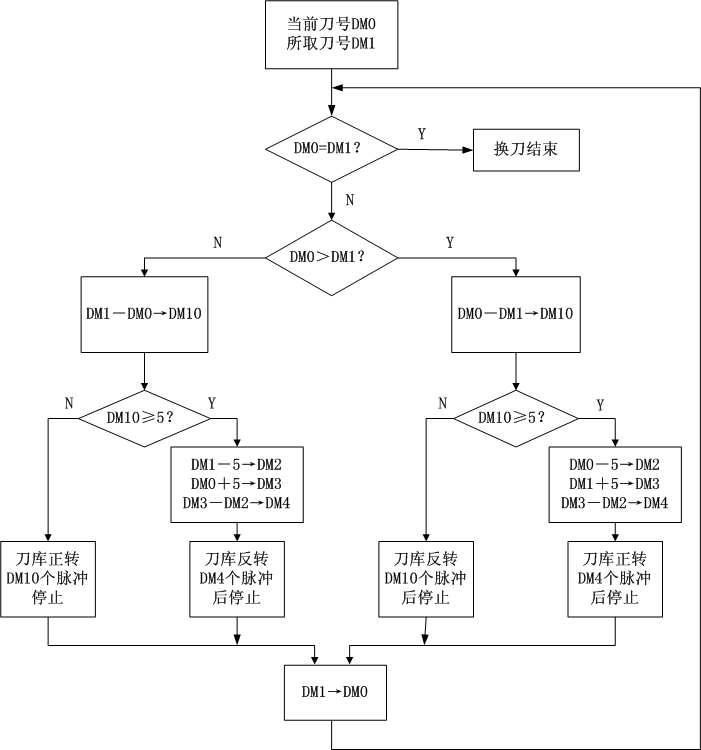 当前刀号DM0
所取刀号DM1
DM0=DM1？
Y
换刀结束
N
DM0＞DM1？
N
Y
DM1－DM0→DM10
DM0－DM1→DM10
DM10≥5？
N
Y
DM10≥5？
N
Y
DM1－5→DM2
DM0＋5→DM3
DM3－DM2→DM4
DM0－5→DM2
DM1＋5→DM3
DM3－DM2→DM4
刀库正转
DM10个脉冲
停止
刀库反转
DM4个脉冲
后停止
刀库反转
DM10个脉冲
后停止
刀库正转
DM4个脉冲
后停止
DM1→DM0